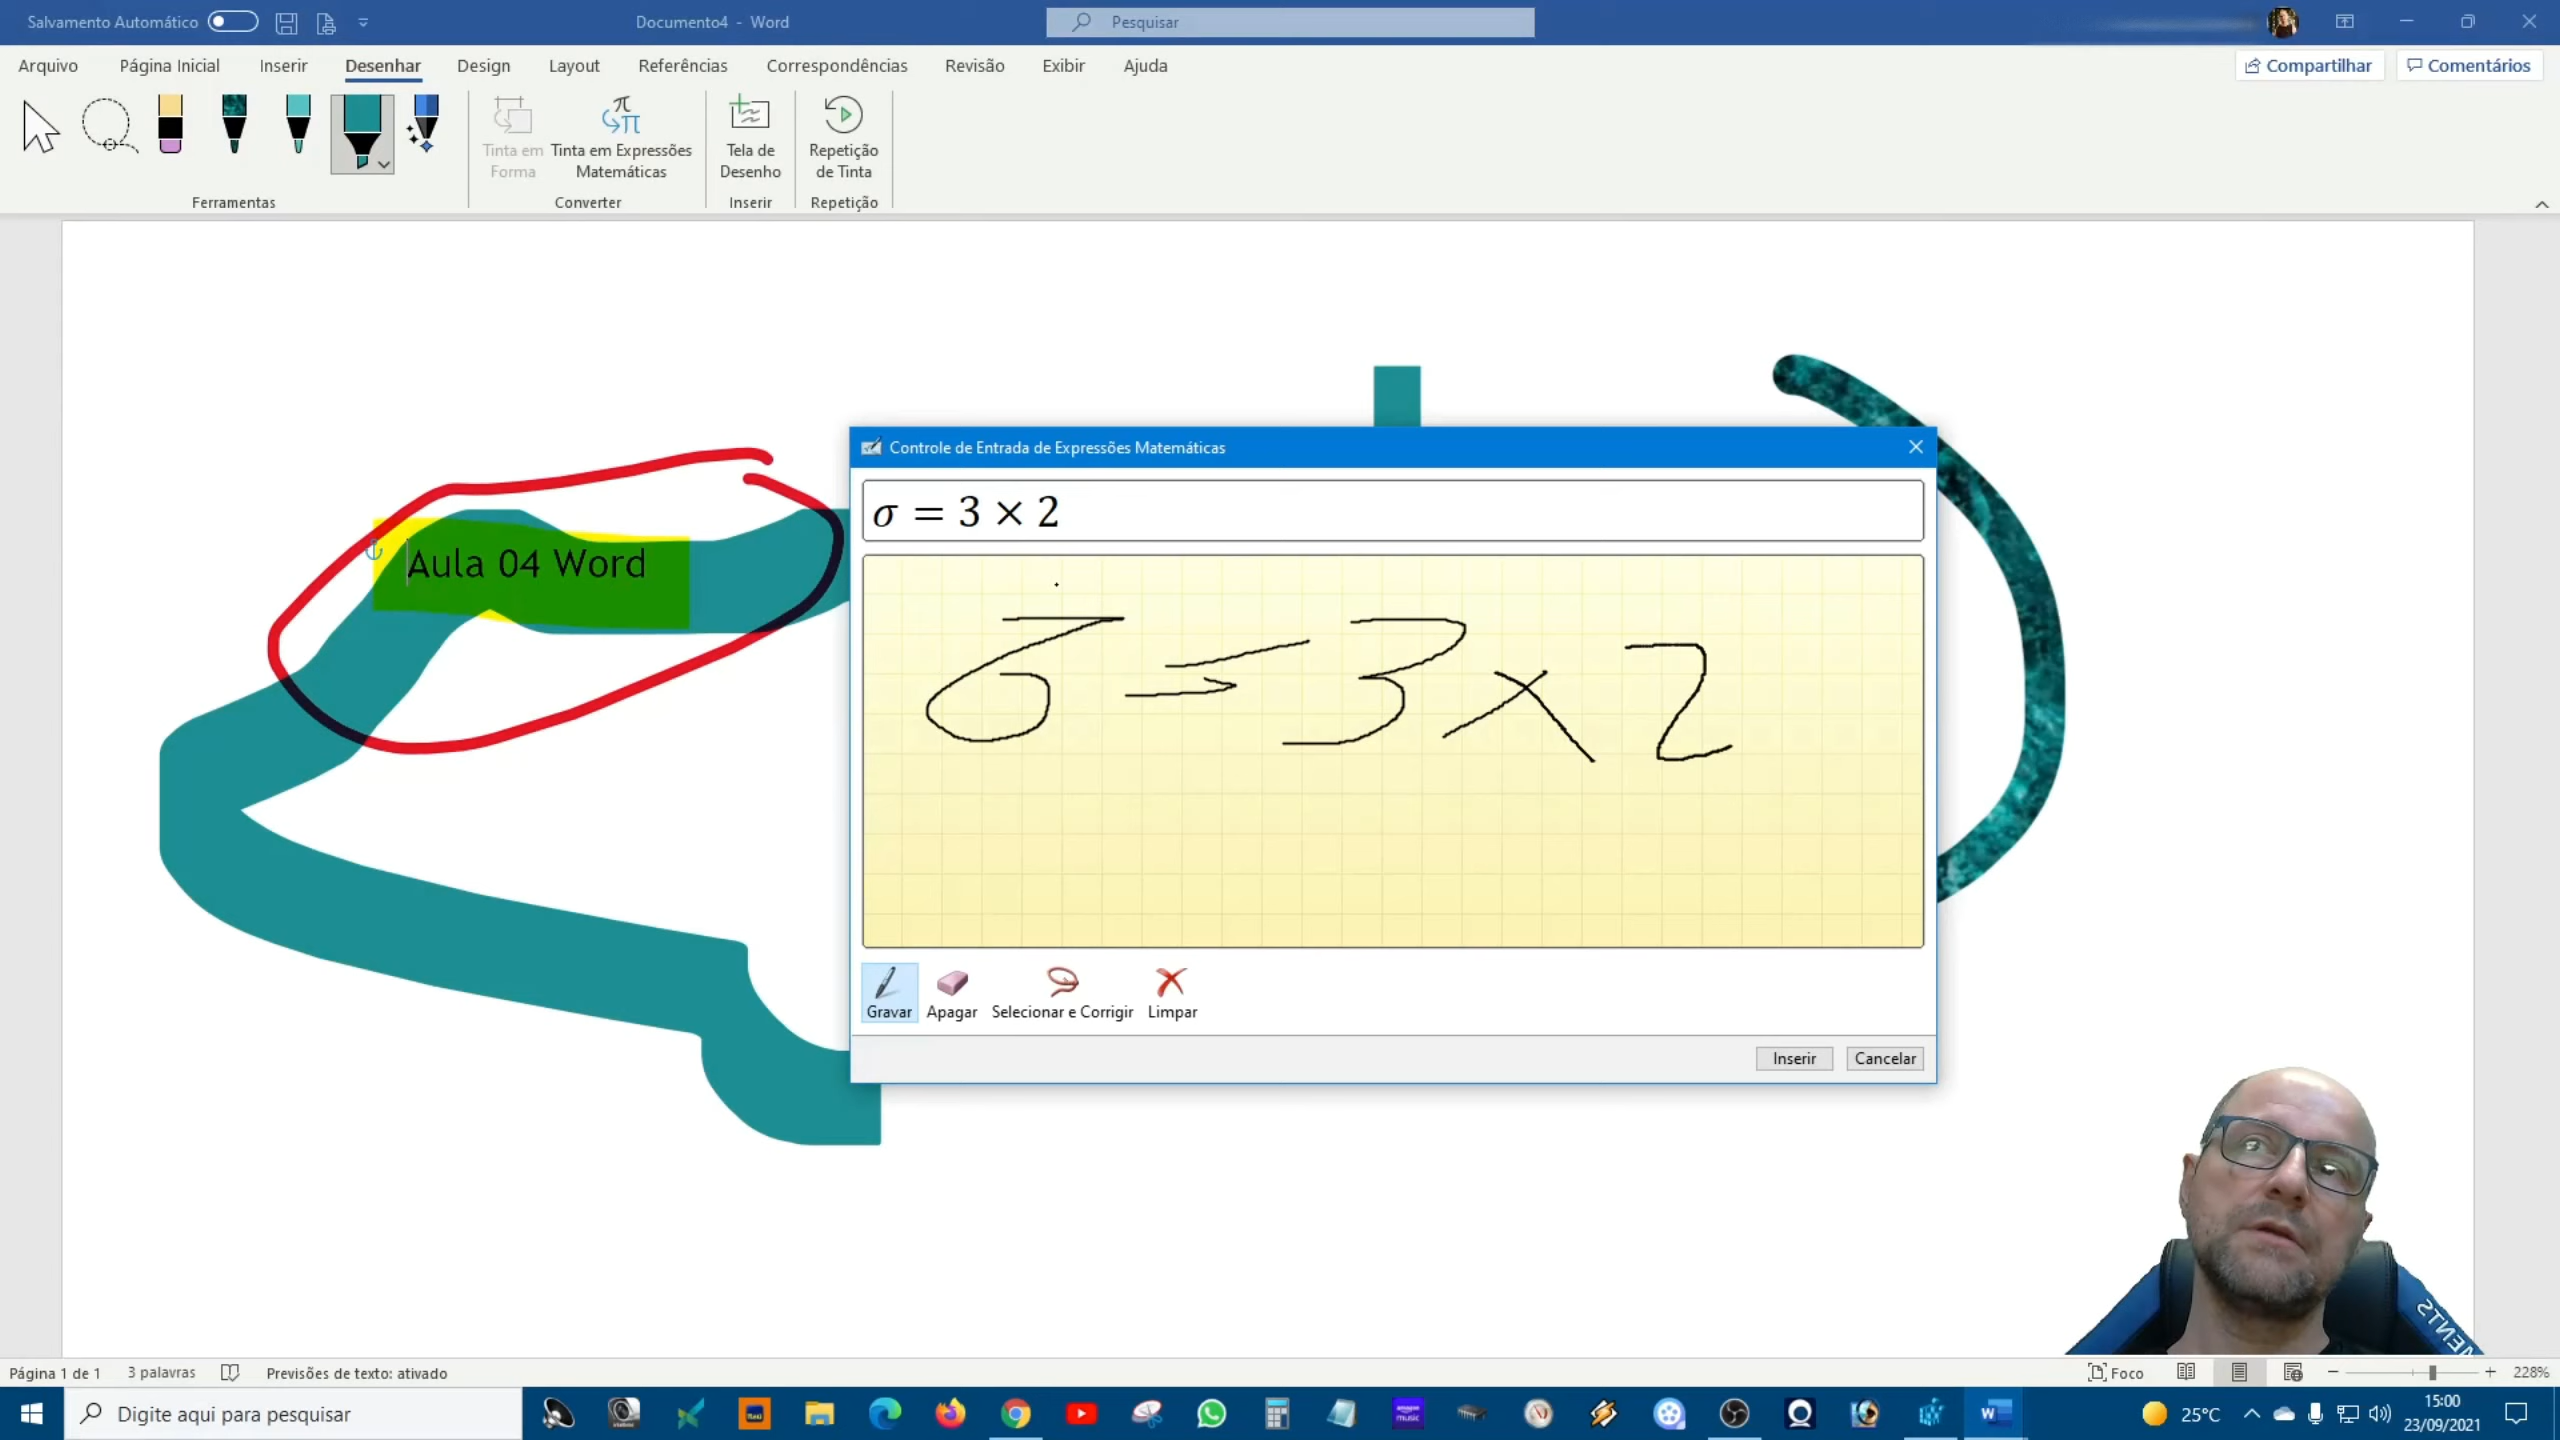 Salvamento Automático
Documento4 - Word
Pesquisar
Arquivo Página Inicial Inserir Desenhar Design Layout Referências Correspondências Revisão Exibir Ajuda
Compartilhar Comentários
Tinta em Forma
Tinta em Expressões Matemáticas
Tela de Desenho
Repetição de Tinta
Ferramentas Converter Inserir Repetição
Controle de Entrada de Expressões Matemáticas
σ = 3 × 2
Aula 04 Word
6 = 3 x 2
Gravar Apagar Selecionar e Corrigir Limpar
Inserir Cancelar
Página 1 de 1 3 palavras Previsões de texto: ativado
Foco 228%
Digite aqui para pesquisar
25°C
15:00
23/09/2021